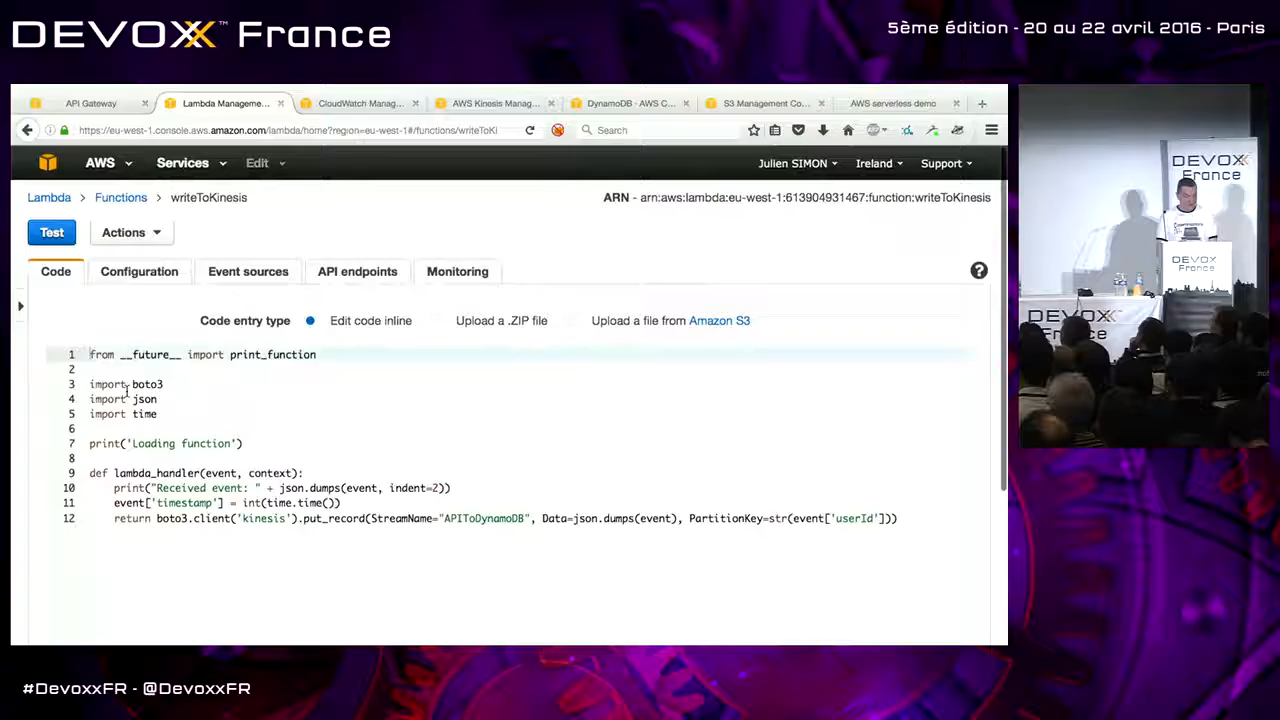 DEVOXX™ France
5ème édition - 20 au 22 avril 2016 - Paris
API Gateway
Lambda Manageme...
CloudWatch Manag...
AWS Kinesis Manag...
DynamoDB · AWS C...
S3 Management Co...
AWS serverless demo
https://eu-west-1.console.aws.amazon.com/lambda/home?region=eu-west-1#/functions/writeToKi
Search
AWS
Services
Edit
Julien SIMON
Ireland
Support
Lambda > Functions > writeToKinesis
ARN - arn:aws:lambda:eu-west-1:613904931467:function:writeToKinesis
Test
Actions
Code
Configuration
Event sources
API endpoints
Monitoring
?
Code entry type
Edit code inline
Upload a .ZIP file
Upload a file from Amazon S3
1 from __future__ import print_function
2
3 import boto3
4 import json
5 import time
6
7 print('Loading function')
8
9 def lambda_handler(event, context):
10 print("Received event: " + json.dumps(event, indent=2))
11 event['timestamp'] = int(time.time())
12 return boto3.client('kinesis').put_record(StreamName="APIToDynamoDB", Data=json.dumps(event), PartitionKey=str(event['userId']))
DEVOXX
France
DEVOX
France
DEVOXX
France
#DevoxxFR - @DevoxxFR